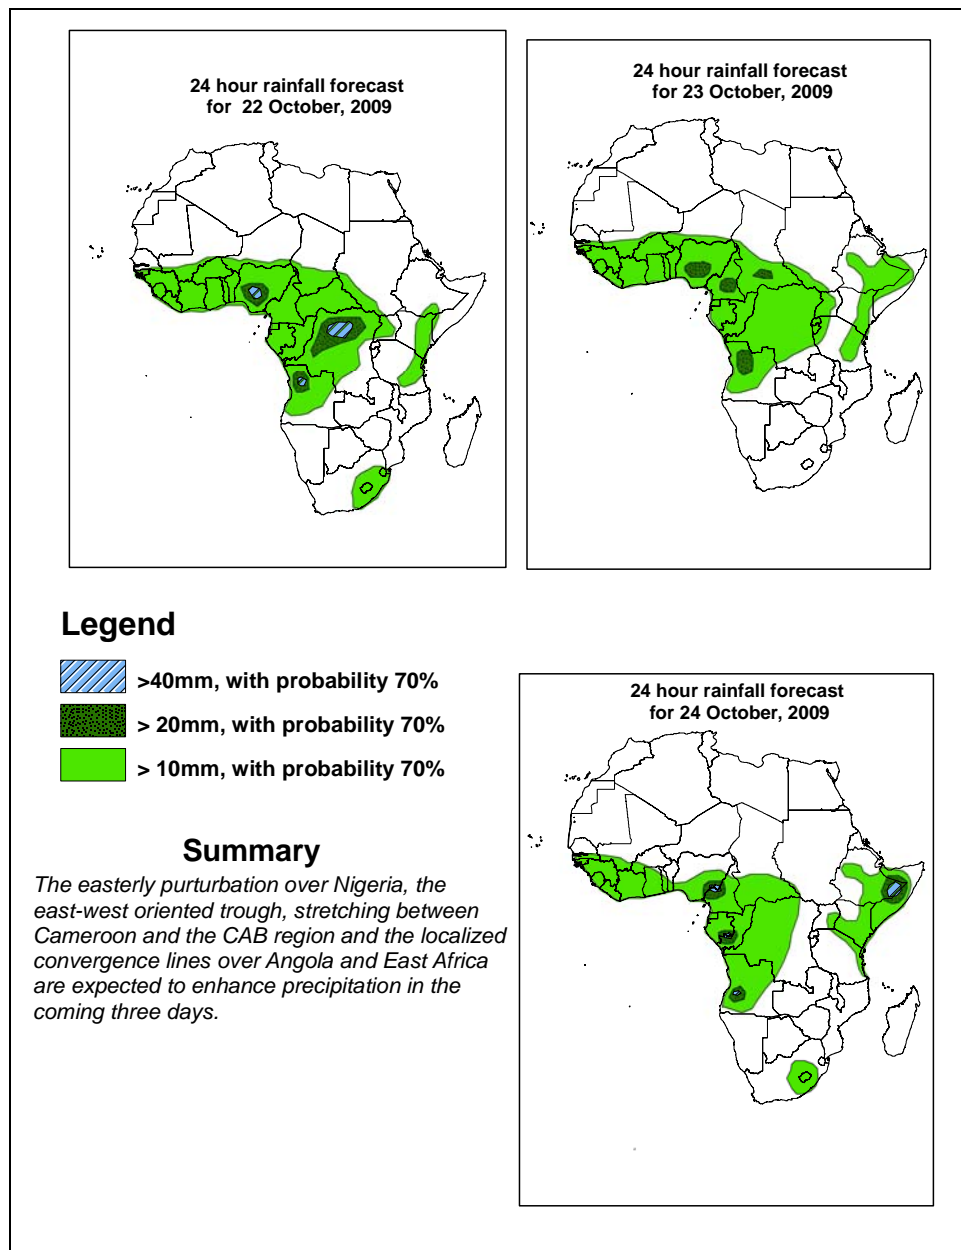 24 hour rainfall forecast
for 22 October, 2009
24 hour rainfall forecast
for 23 October, 2009
Legend
>40mm, with probability 70%
> 20mm, with probability 70%
> 10mm, with probability 70%
24 hour rainfall forecast
for 24 October, 2009
Summary
The easterly purturbation over Nigeria, the
east-west oriented trough, stretching between
Cameroon and the CAB region and the localized
convergence lines over Angola and East Africa
are expected to enhance precipitation in the
coming three days.